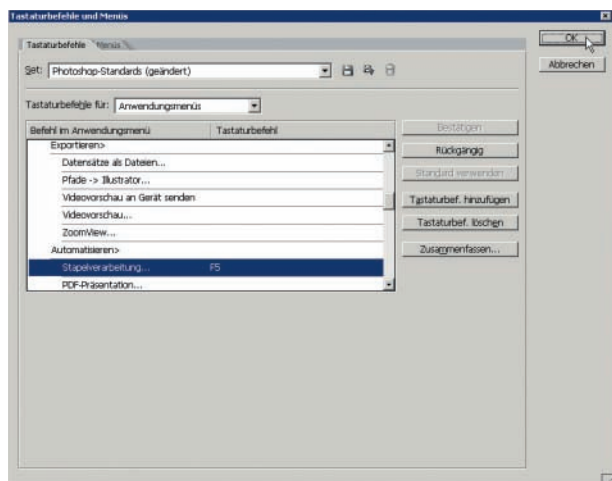 Tastaturbefehle und Menüs
Tastaturbefehle
Menüs
OK
Abbrechen
Set: Photoshop-Standards (geändert)
Tastaturbefehle für: Anwendungsmenüs
Befehl im Anwendungsmenü Tastaturbefehl
Exportieren>
Datensätze als Dateien...
Pfade -> Illustrator...
Videovorschau an Gerät senden
Videovorschau...
ZoomView...
Automatisieren>
Stapelverarbeitung... F5
PDF-Präsentation...
Bestätigen
Rückgängig
Standard verwenden
Tastaturbef. hinzufügen
Tastaturbef. löschen
Zusammenfassen...